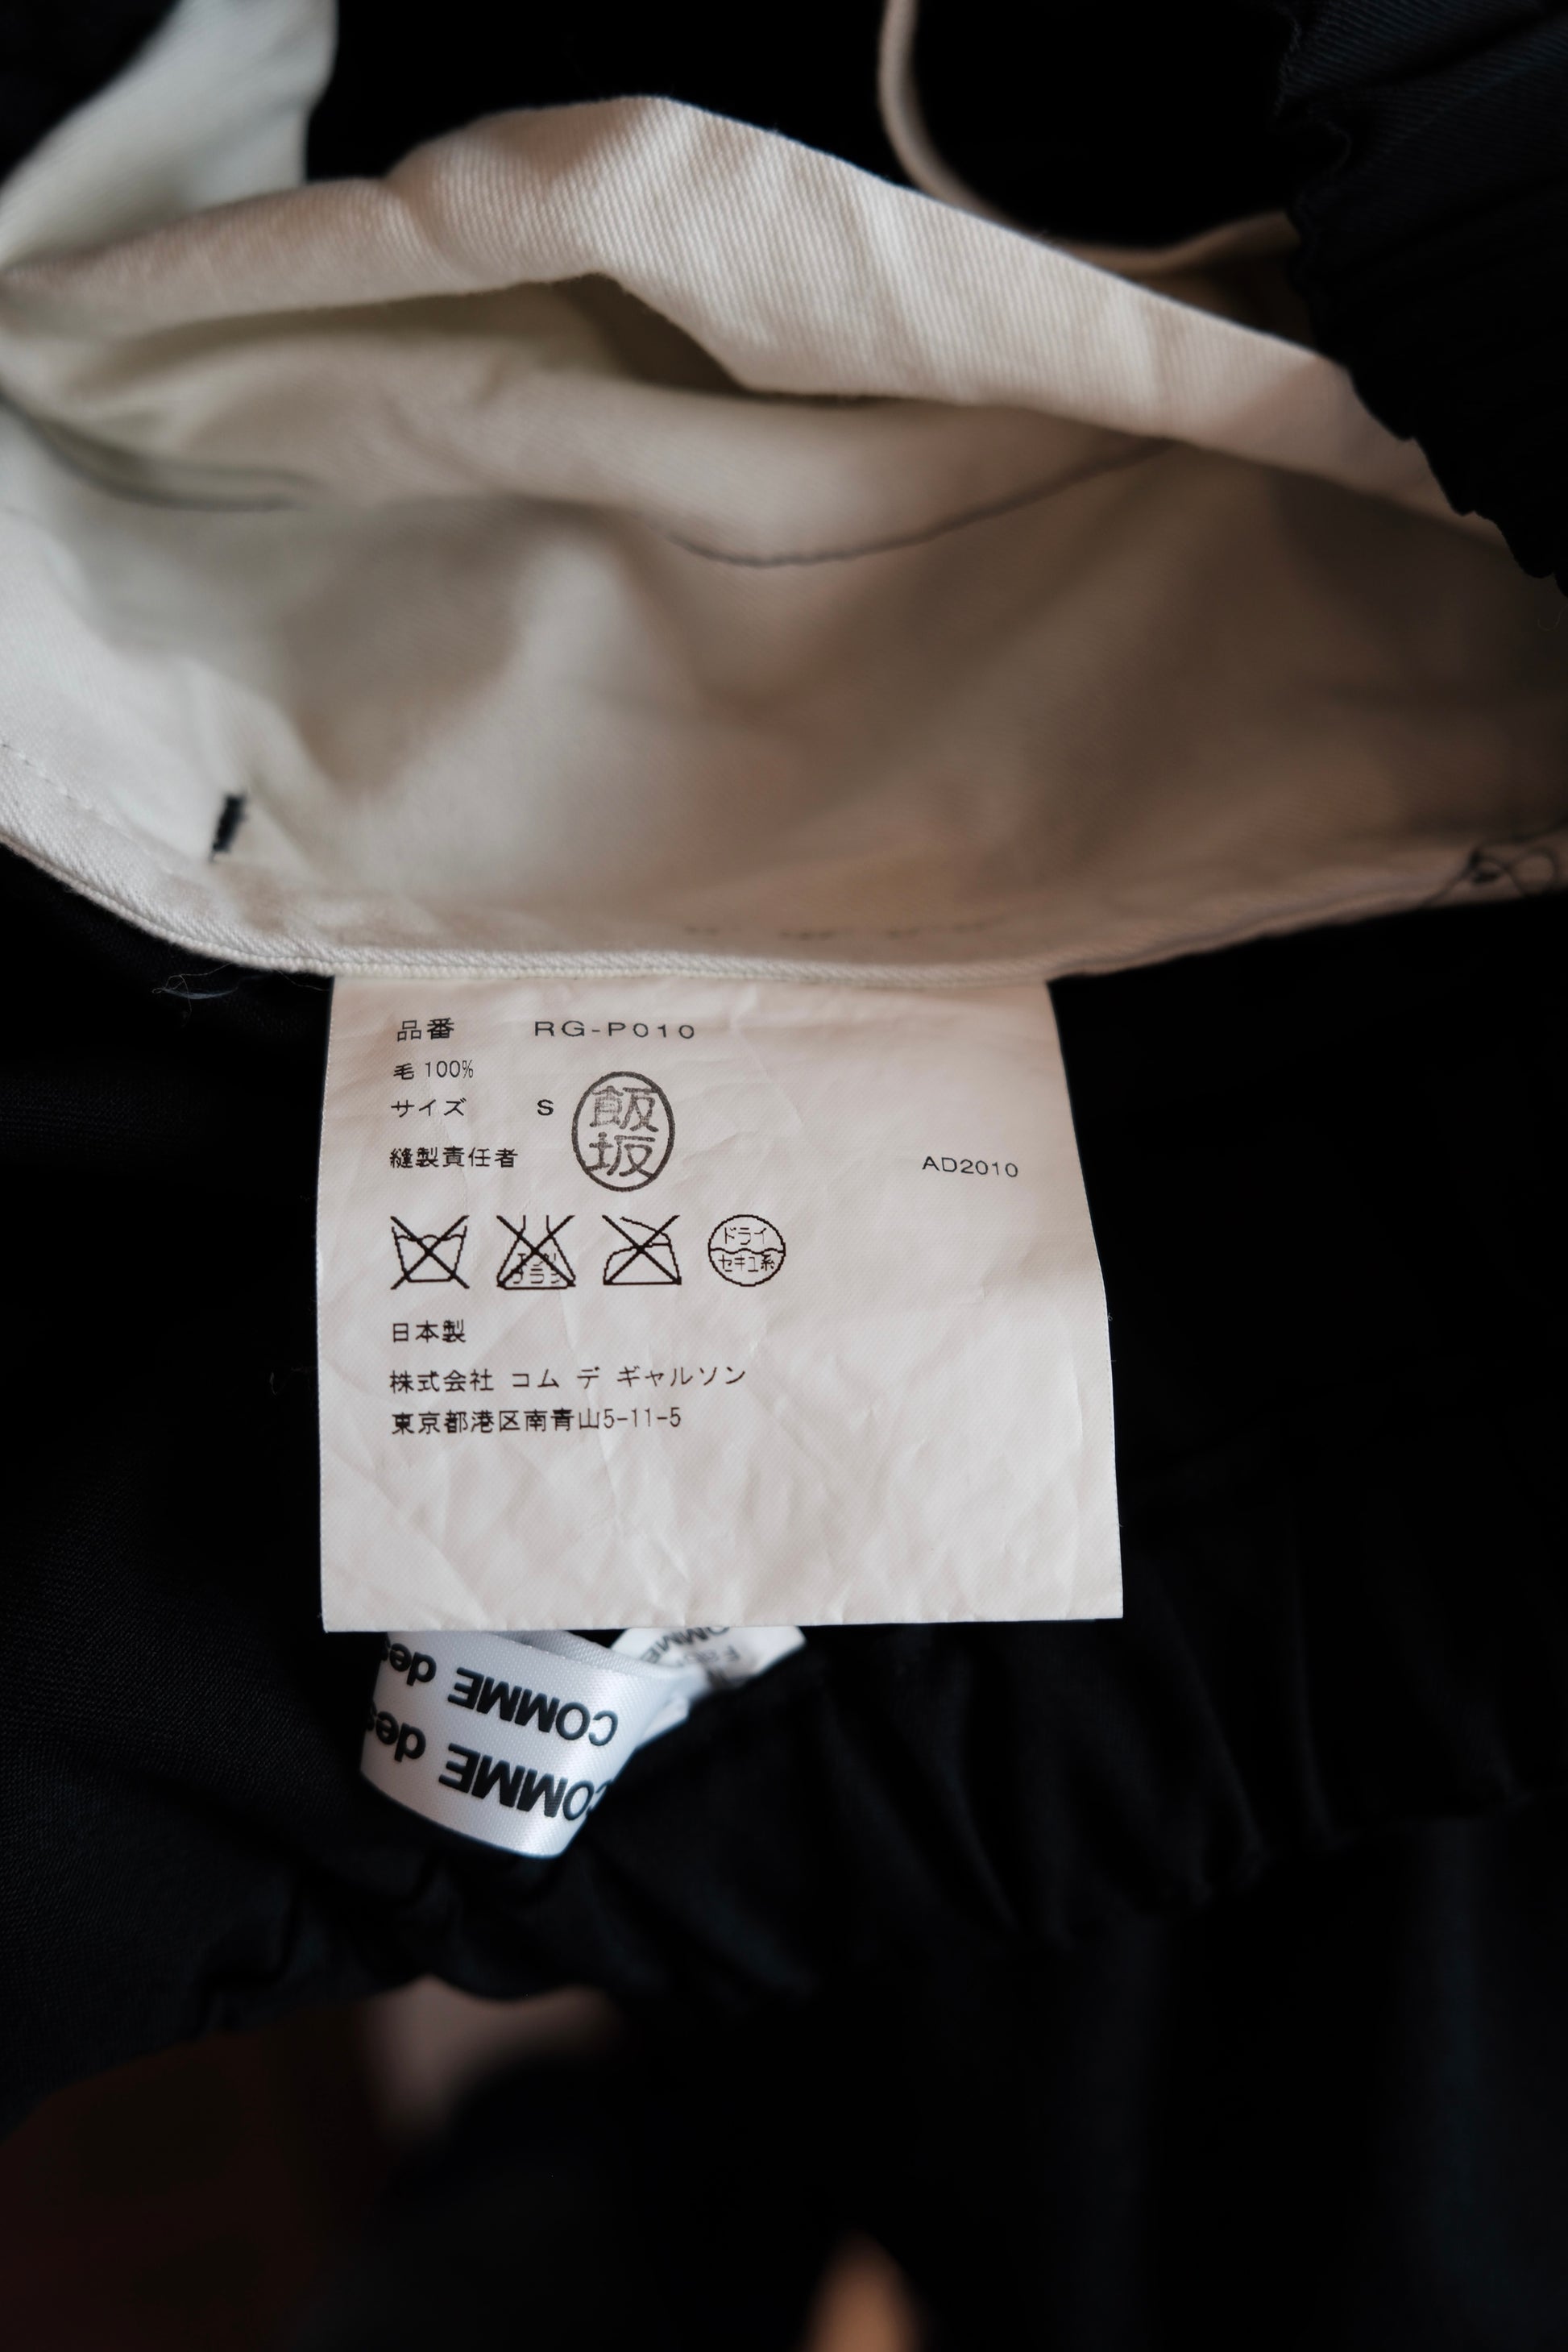 品番 RG-P010
毛 100%
サイズ S
飯
坂
縫製責任者
AD2010
ドライ
セキユ系
日本製
株式会社 コム デ ギャルソン
東京都港区南青山5-11-5
COMME des
COMME des